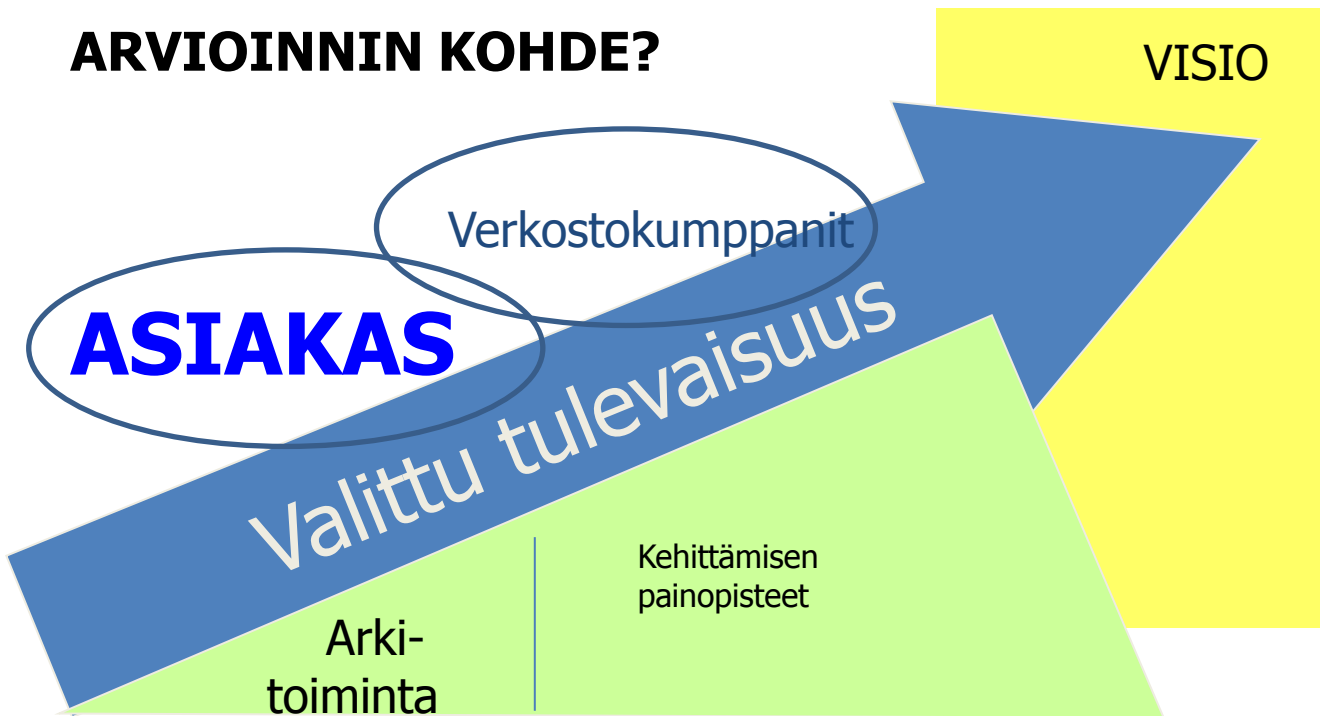 ARVIOINNIN KOHDE?
VISIO
Verkostokumppanit
ASIAKAS
Valittu tulevaisuus
Kehittämisen
painopisteet
Arki-
toiminta